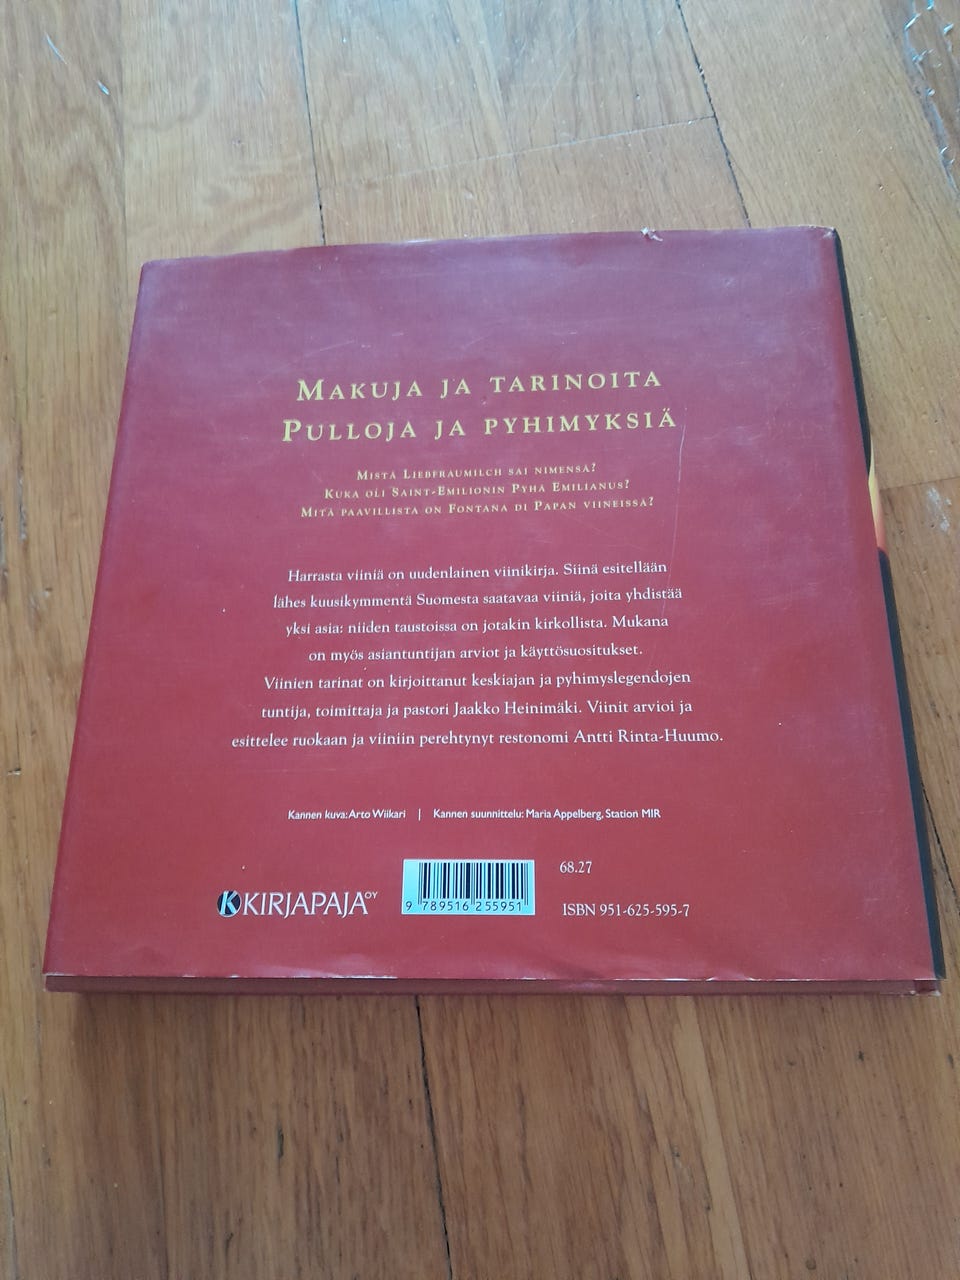 MAKUJA JA TARINOITA
PULLOJA JA PYHIMYKSIÄ
MISTÄ LIEBFRAUMILCH SAI NIMENSÄ?
KUKA OLI SAINT-EMILIONIN PYHÄ EMILIANUS?
MITÄ PAAVILLISTA ON FONTANA DI PAPAN VIINEISSÄ?
Harrasta viiniä on uudenlainen viinikirja. Siinä esitellään
lähes kuusikymmentä Suomesta saatavaa viiniä, joita yhdistää
yksi asia: niiden taustoissa on jotakin kirkollista. Mukana
on myös asiantuntijan arviot ja käyttösuositukset.
Viinien tarinat on kirjoittanut keskiajan ja pyhimyslegendojen
tuntija, toimittaja ja pastori Jaakko Heinimäki. Viinit arvioi ja
esittelee ruokaan ja viiniin perehtynyt restonomi Antti Rinta-Huumo.
Kannen kuva: Arto Wiikari | Kannen suunnittelu: Maria Appelberg, Station MIR
68.27
K KIRJAPAJA OY
9 789516 255951
ISBN 951-625-595-7